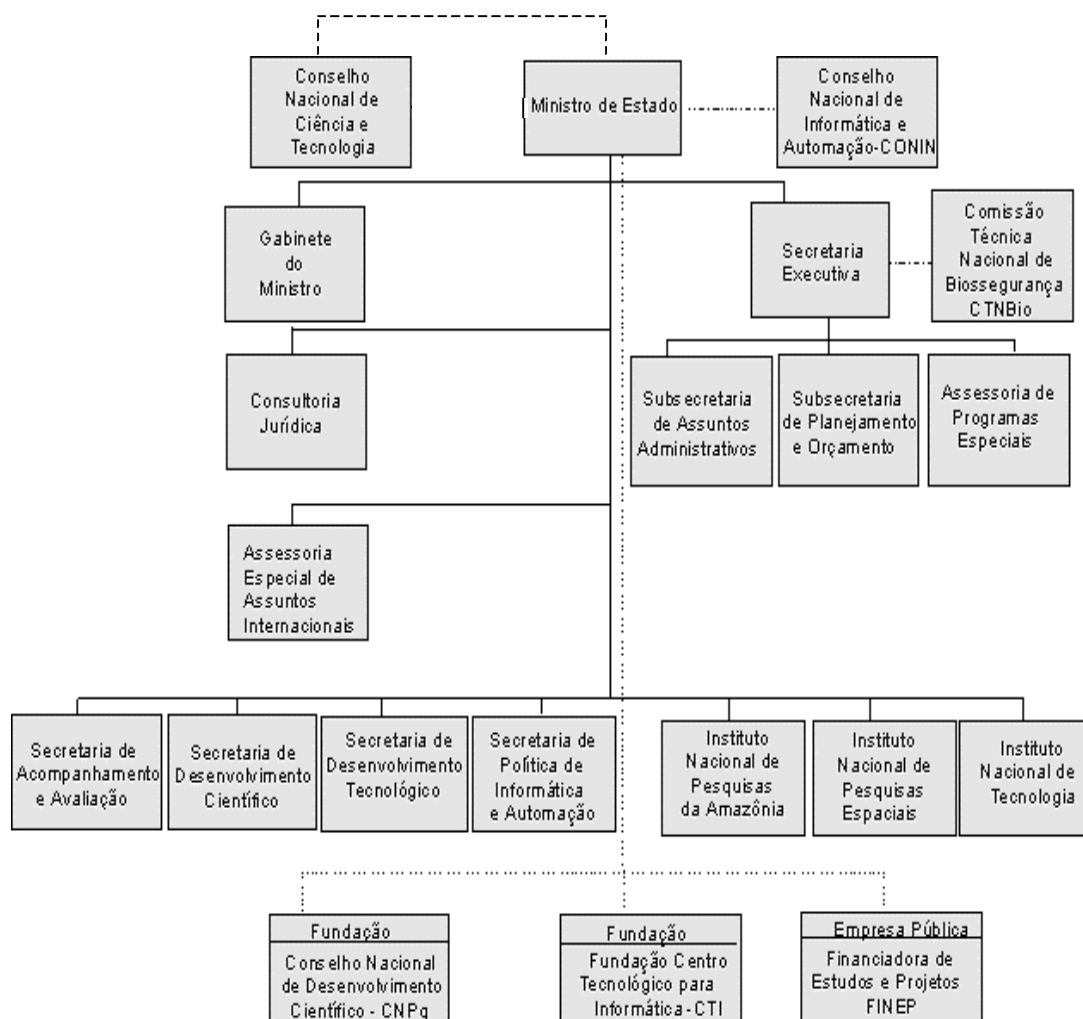 Conselho
Nacional de
Ciência e
Tecnologia
Ministro de Estado
Conselho
Nacional de
Informática e
Automação-CONIN
Gabinete
do
Ministro
Secretaria
Executiva
Comissão
Técnica
Nacional de
Biossegurança
CTNBio
Consultoria
Jurídica
Subsecretaria
de Assuntos
Administrativos
Subsecretaria
de Planejamento
e Orçamento
Assessoria de
Programas
Especiais
Assessoria
Especial de
Assuntos
Internacionais
Secretaria de
Acompanhamento
e Avaliação
Secretaria de
Desenvolvimento
Científico
Secretaria de
Desenvolvimento
Tecnológico
Secretaria de
Política de
Informática
e Automação
Instituto
Nacional de
Pesquisas
da Amazônia
Instituto
Nacional de
Pesquisas
Espaciais
Instituto
Nacional de
Tecnologia
Fundação
Conselho Nacional
de Desenvolvimento
Científico - CNPq
Fundação
Fundação Centro
Tecnológico para
Informática - CTI
Empresa Pública
Financiadora de
Estudos e Projetos
FINEP